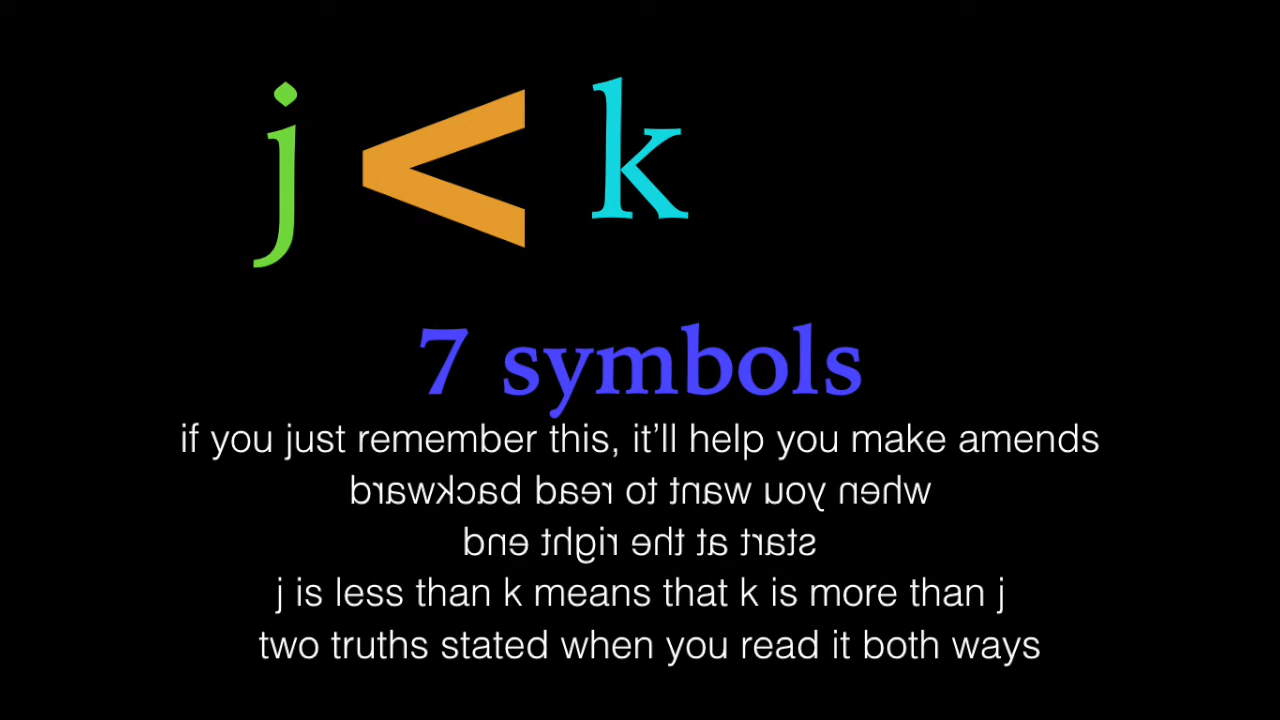 j < k
7 symbols
if you just remember this, it’ll help you make amends
when you want to read backward
start at the right end
j is less than k means that k is more than j
two truths stated when you read it both ways